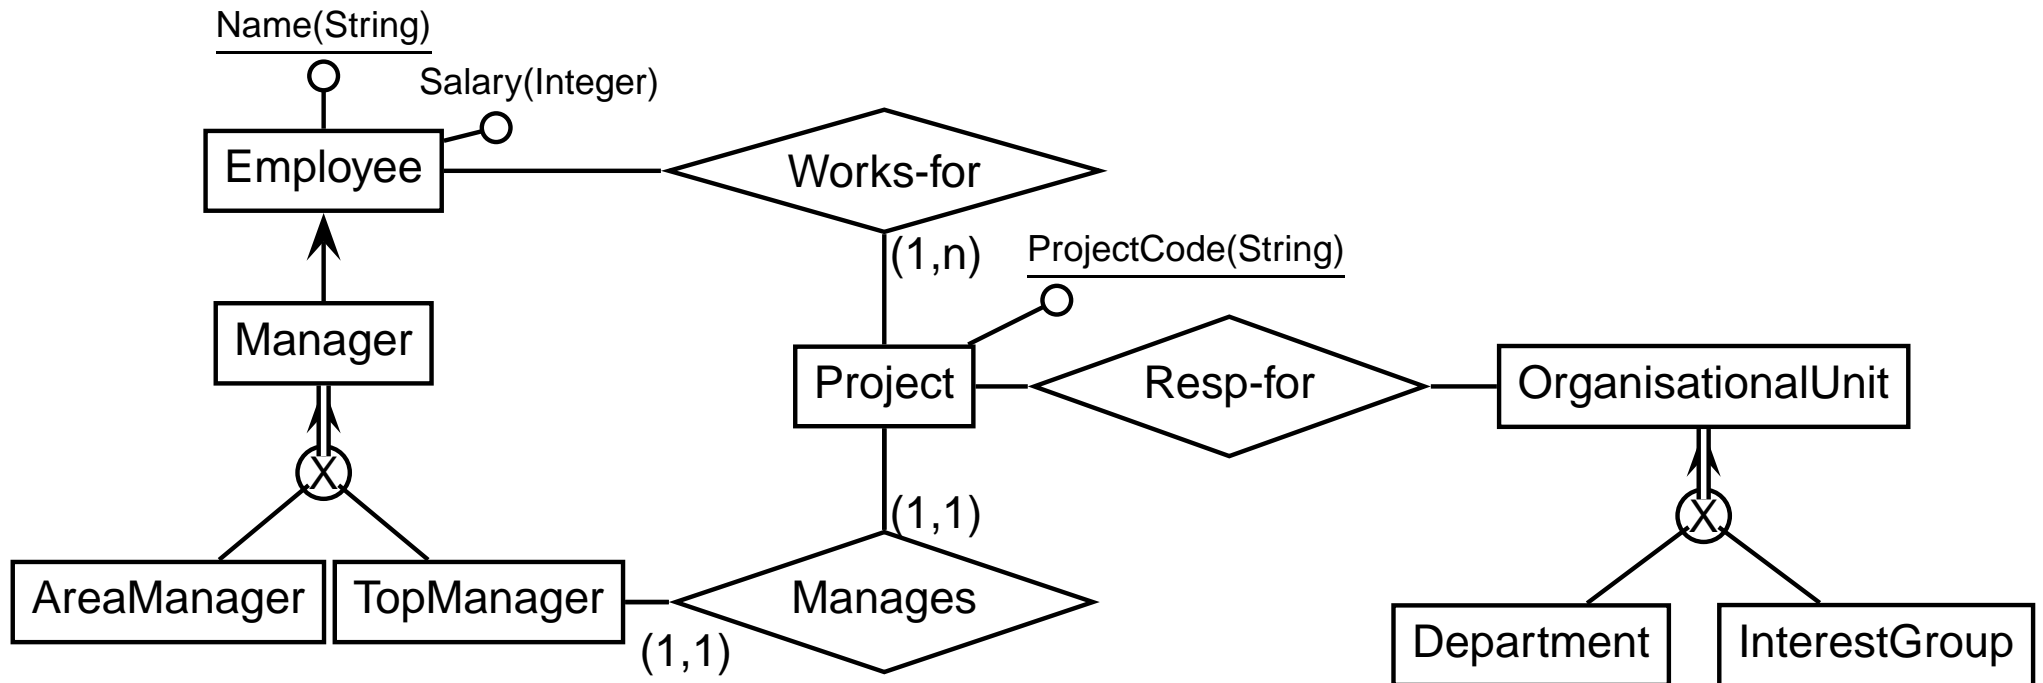 Name(String)
Salary(Integer)
Employee
Works-for
(1,n)
ProjectCode(String)
Manager
Project
Resp-for
OrganisationalUnit
X
(1,1)
X
AreaManager
TopManager
Manages
(1,1)
Department
InterestGroup